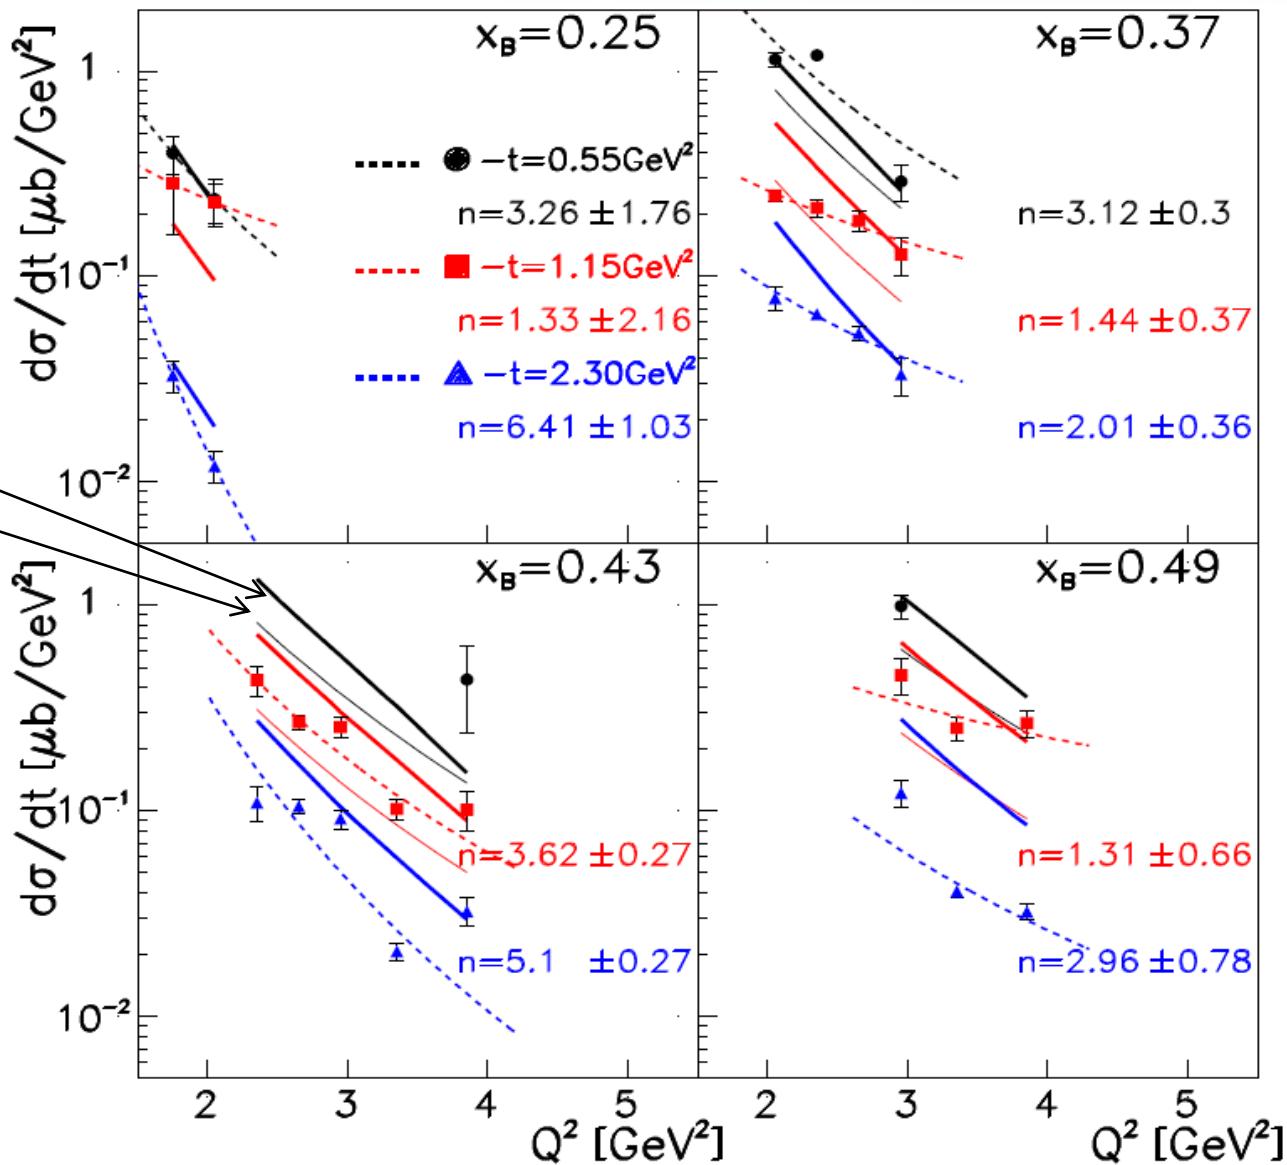 x_B=0.25
x_B=0.37
dσ/dt [μb/GeV²]
1
10⁻¹
10⁻²
−t=0.55GeV²
n=3.26 ±1.76
−t=1.15GeV²
n=1.33 ±2.16
−t=2.30GeV²
n=6.41 ±1.03
n=3.12 ±0.3
n=1.44 ±0.37
n=2.01 ±0.36
x_B=0.43
x_B=0.49
dσ/dt [μb/GeV²]
1
10⁻¹
10⁻²
n=3.62 ±0.27
n=5.1 ±0.27
n=1.31 ±0.66
n=2.96 ±0.78
2 3 4 5 2 3 4 5
Q² [GeV²] Q² [GeV²]